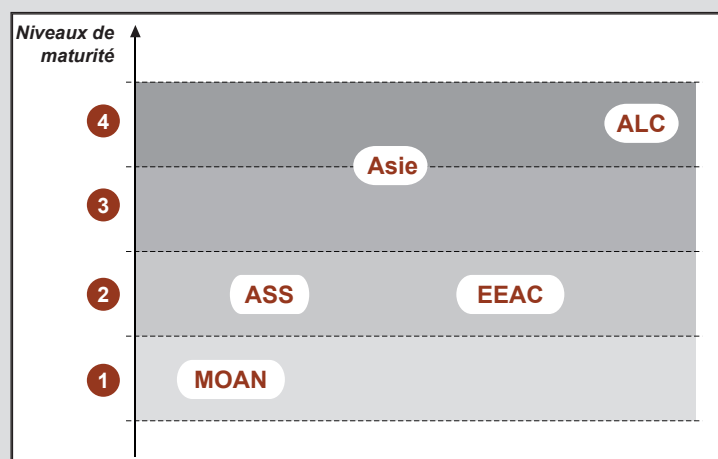 Niveaux de
maturité
4
ALC
Asie
3
2
ASS
EEAC
1
MOAN